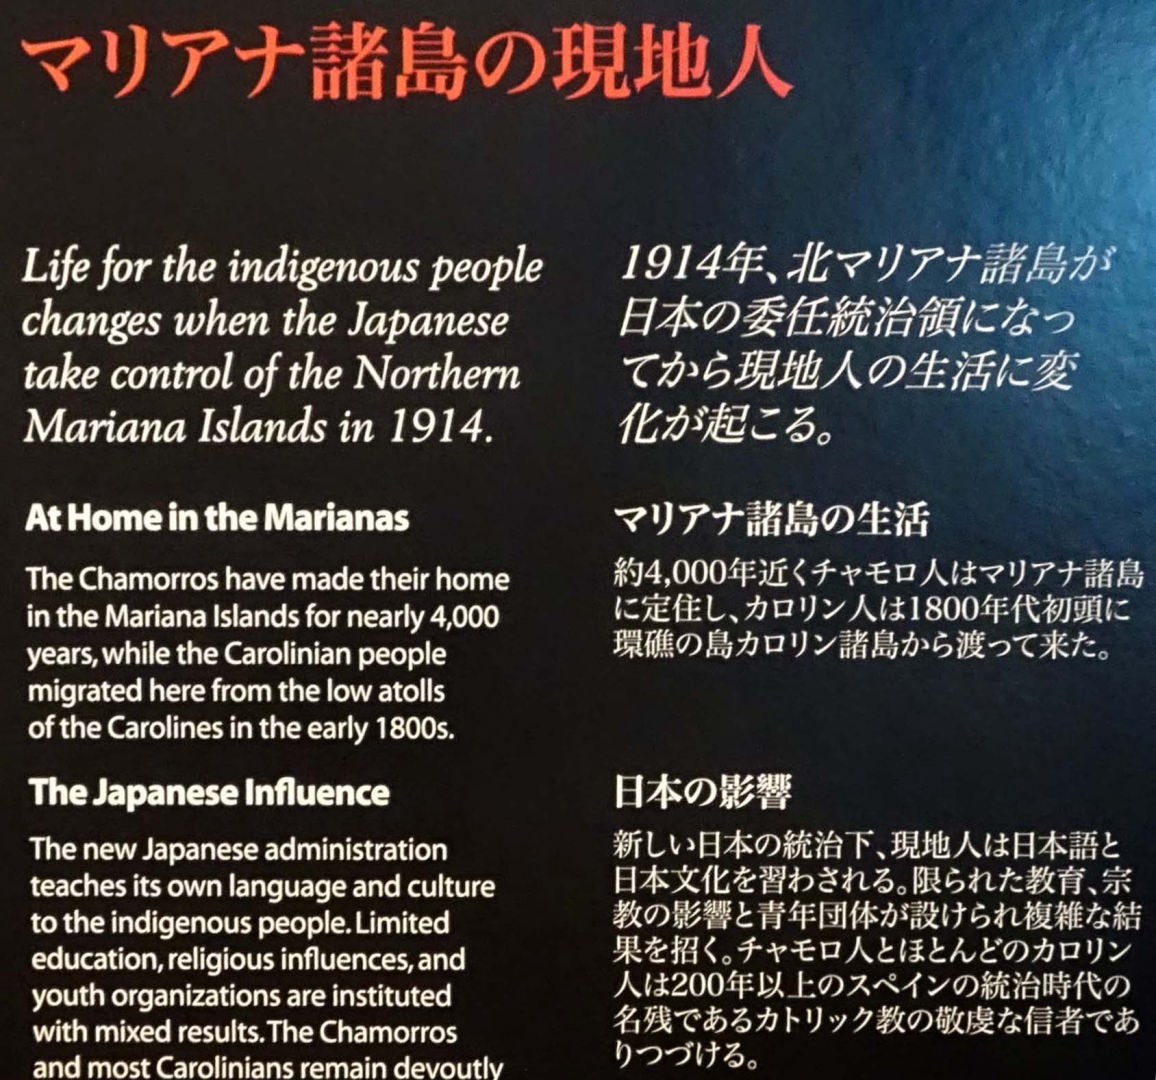 マリアナ諸島の現地人
Life for the indigenous people
changes when the Japanese
take control of the Northern
Mariana Islands in 1914.
1914年、北マリアナ諸島が
日本の委任統治領になっ
てから現地人の生活に変
化が起こる。
At Home in the Marianas
The Chamorros have made their home
in the Mariana Islands for nearly 4,000
years, while the Carolinian people
migrated here from the low atolls
of the Carolines in the early 1800s.
マリアナ諸島の生活
約4,000年近くチャモロ人はマリアナ諸島
に定住し、カロリン人は1800年代初頭に
環礁の島カロリン諸島から渡って来た。
The Japanese Influence
The new Japanese administration
teaches its own language and culture
to the indigenous people. Limited
education, religious influences, and
youth organizations are instituted
with mixed results. The Chamorros
and most Carolinians remain devoutly
日本の影響
新しい日本の統治下、現地人は日本語と
日本文化を習わされる。限られた教育、宗
教の影響と青年団体が設けられ複雑な結
果を招く。チャモロ人とほとんどのカロリン
人は200年以上のスペインの統治時代の
名残であるカトリック教の敬虔な信者であ
りつづける。